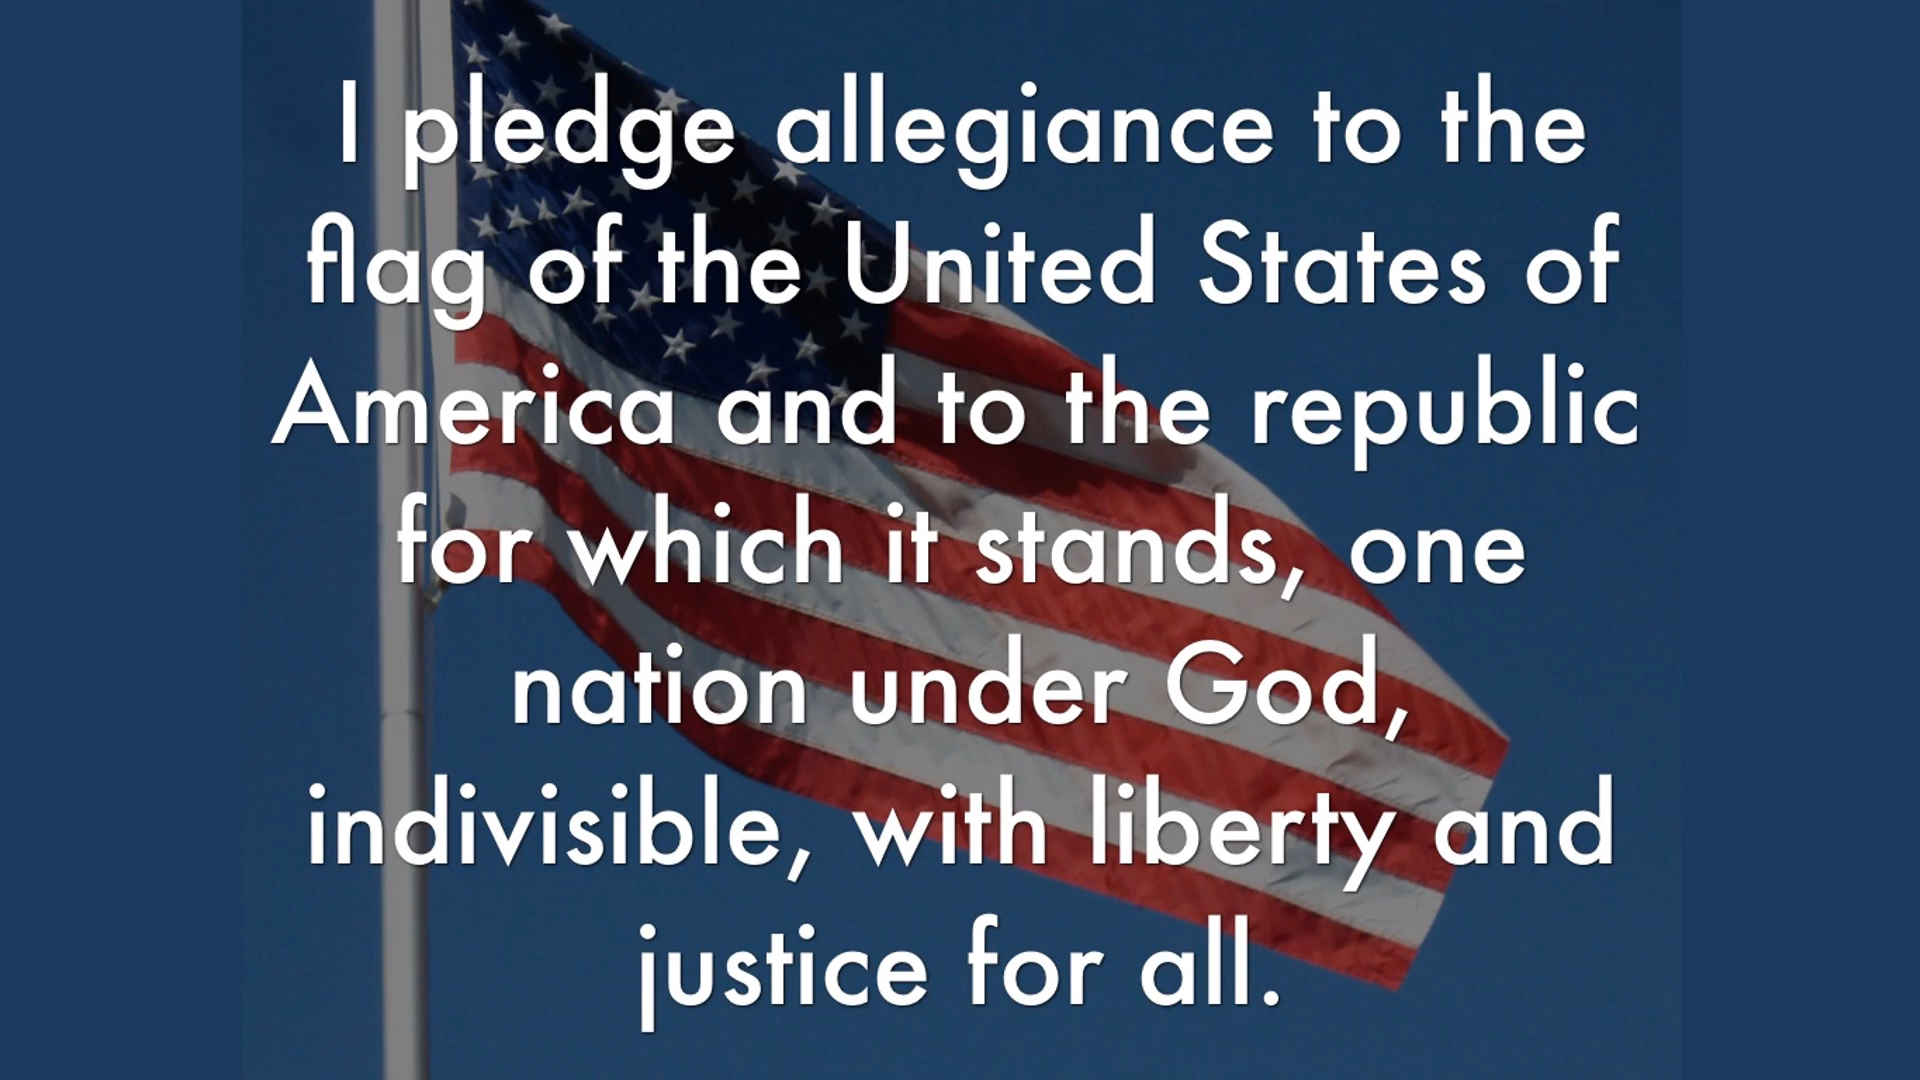 I pledge allegiance to the
flag of the United States of
America and to the republic
for which it stands, one
nation under God,
indivisible, with liberty and
justice for all.